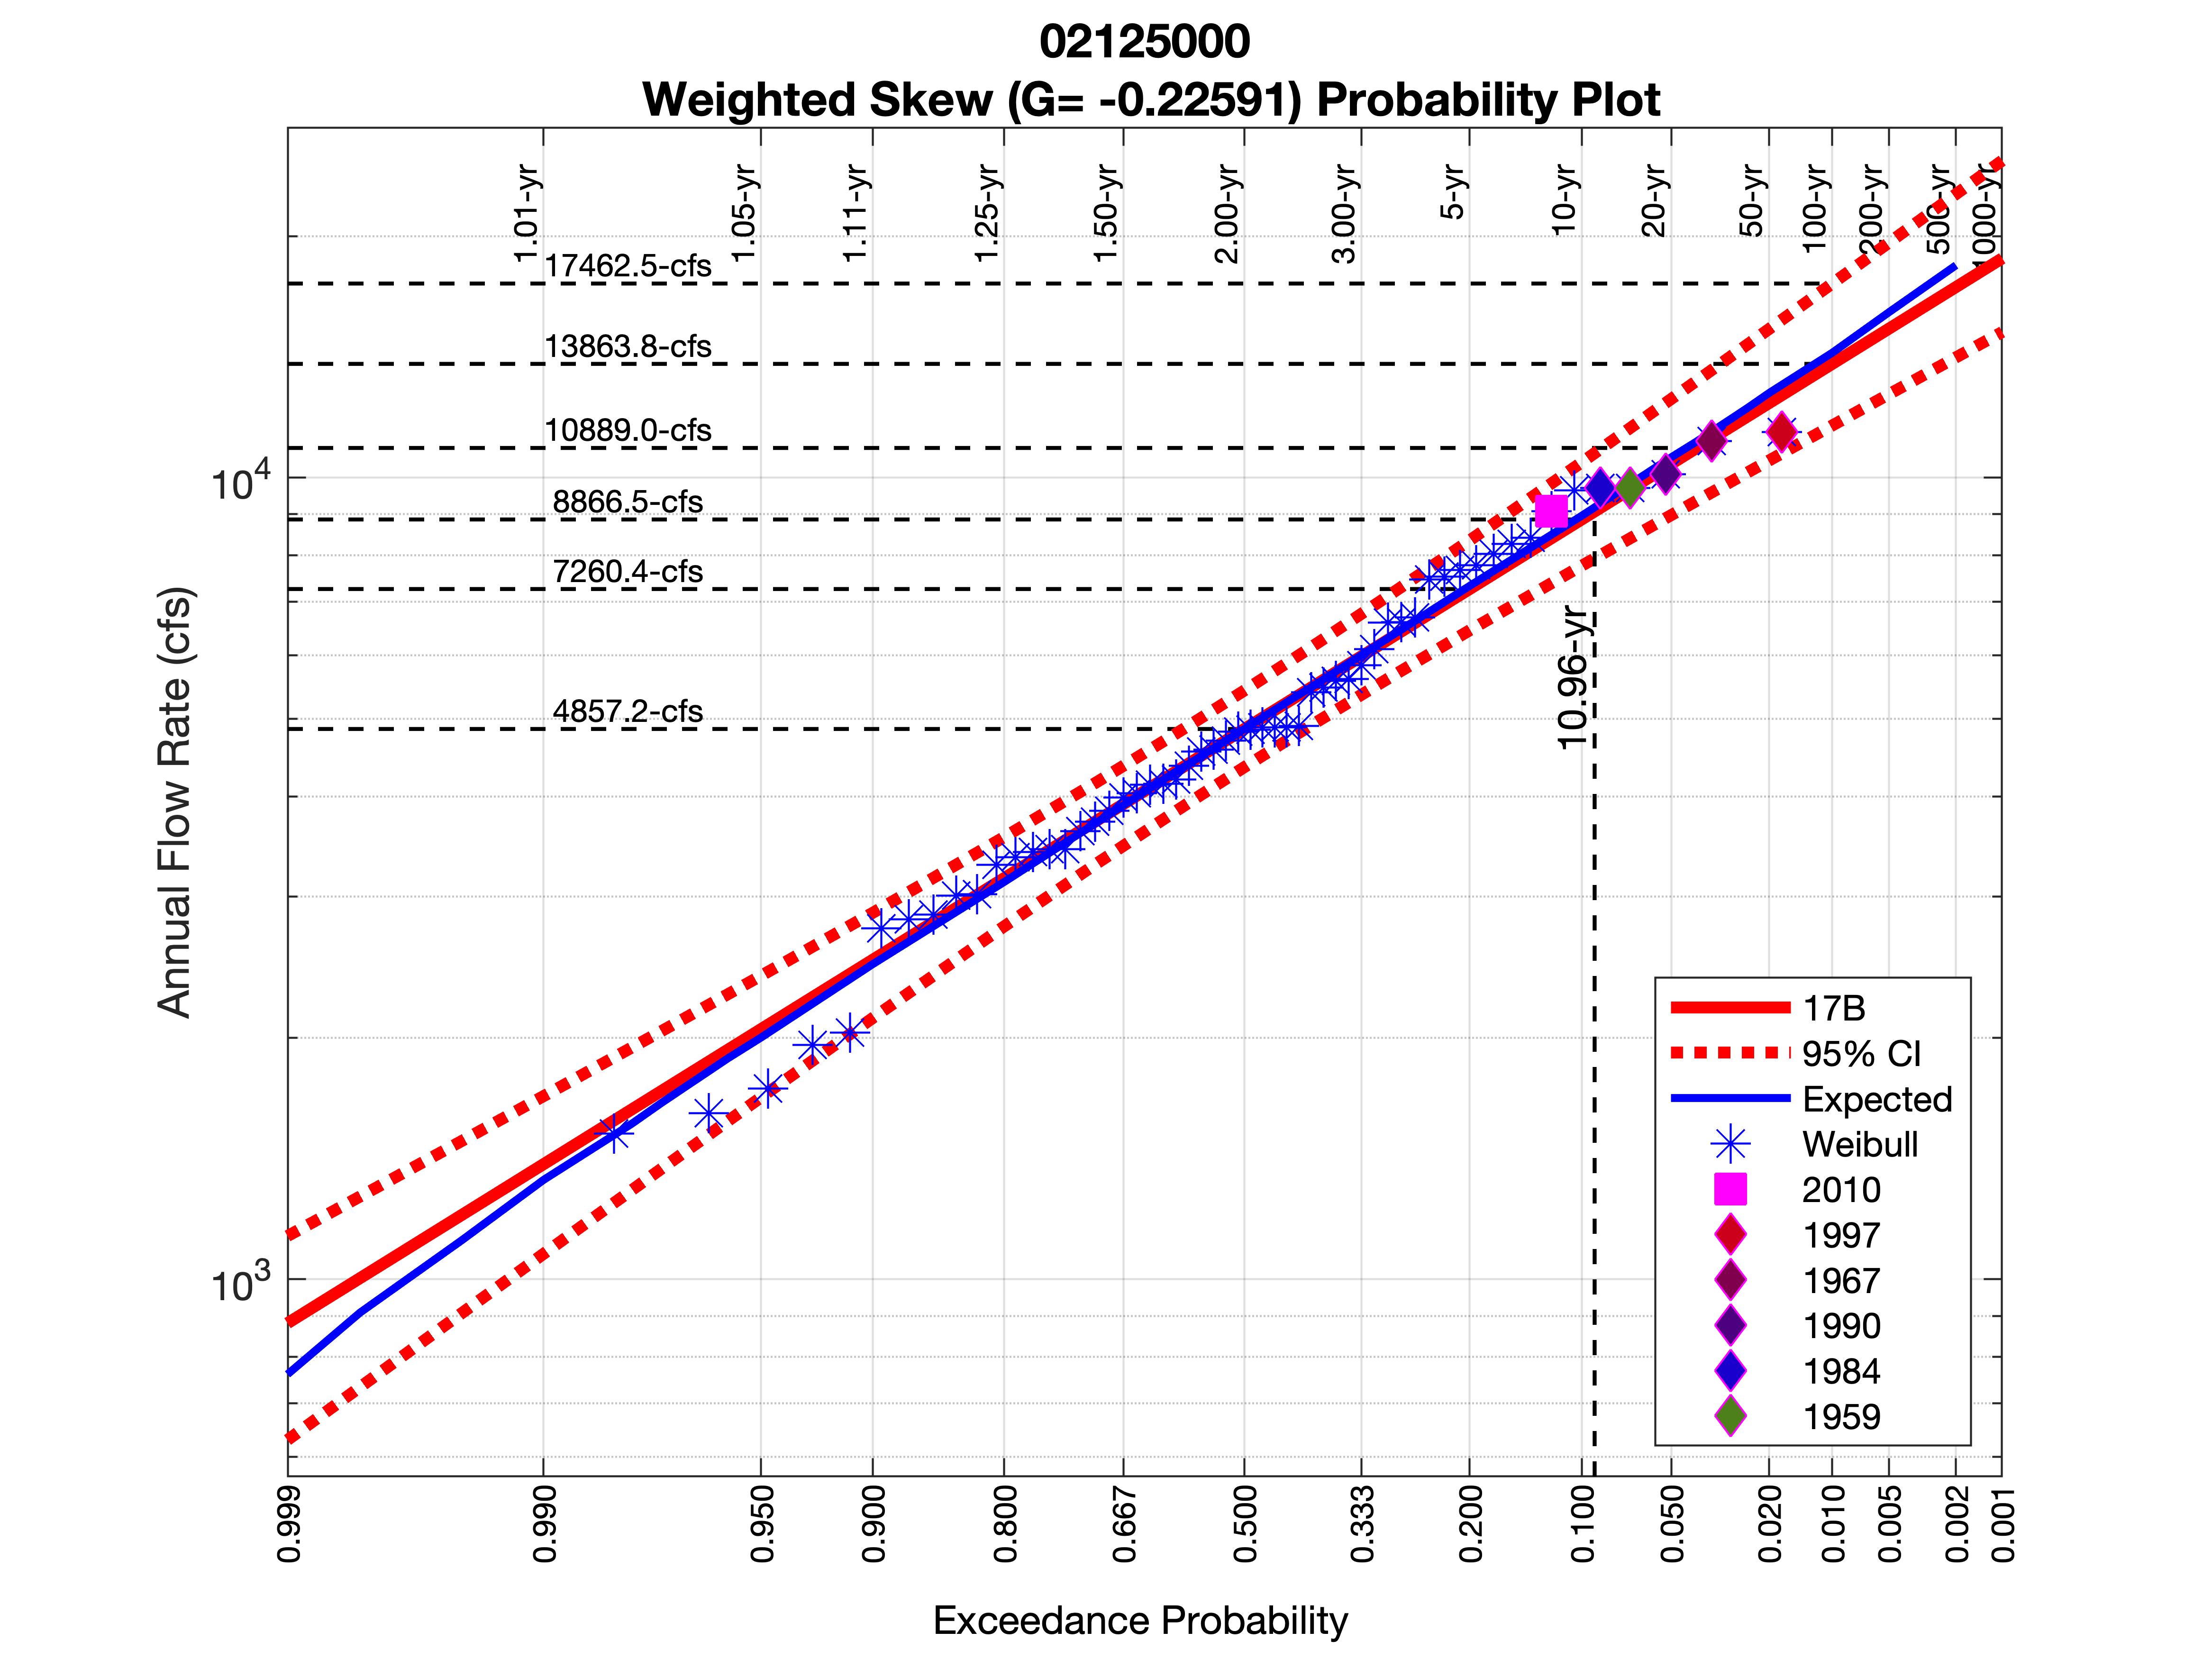 02125000
Weighted Skew (G= -0.22591) Probability Plot
1.01-yr
1.05-yr
1.11-yr
1.25-yr
1.50-yr
2.00-yr
3.00-yr
5-yr
10-yr
20-yr
50-yr
100-yr
200-yr
500-yr
1000-yr
17462.5-cfs
13863.8-cfs
10889.0-cfs
8866.5-cfs
7260.4-cfs
4857.2-cfs
10.96-yr
10⁴
10³
Annual Flow Rate (cfs)
17B
95% CI
Expected
Weibull
2010
1997
1967
1990
1984
1959
0.999
0.990
0.950
0.900
0.800
0.667
0.500
0.333
0.200
0.100
0.050
0.020
0.010
0.005
0.002
0.001
Exceedance Probability